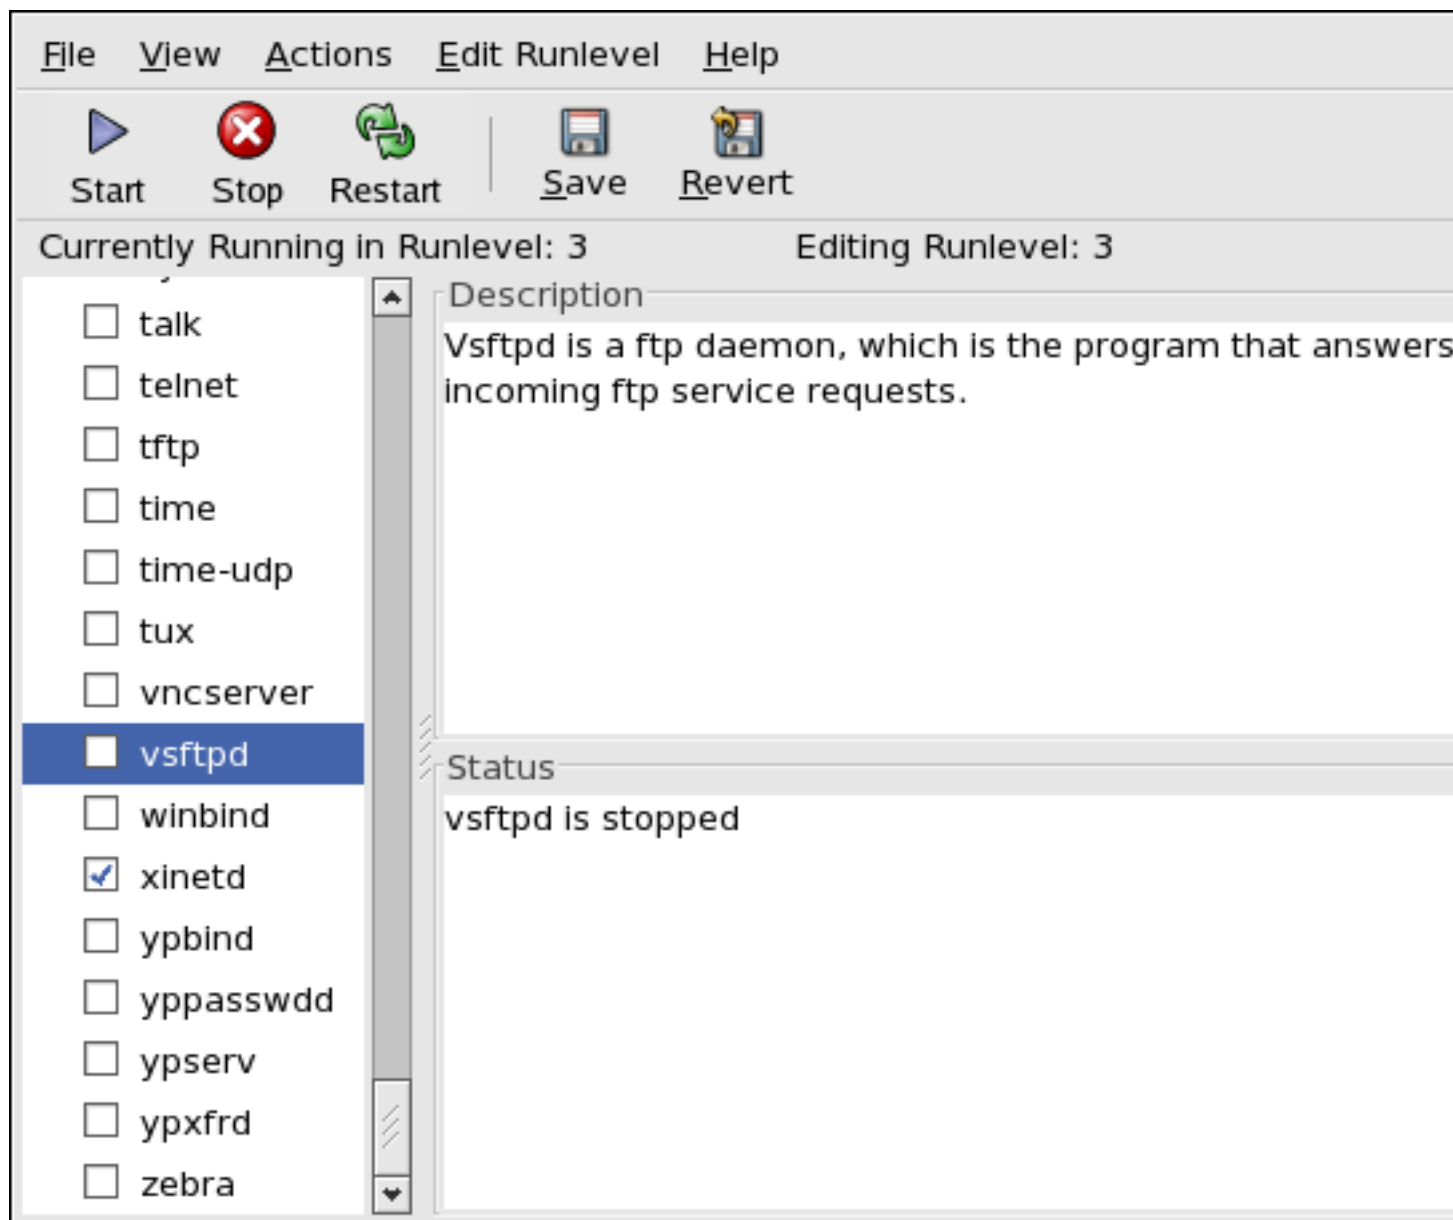 File View Actions Edit Runlevel Help
Start Stop Restart Save Revert
Currently Running in Runlevel: 3 Editing Runlevel: 3
talk
telnet
tftp
time
time-udp
tux
vncserver
vsftpd
winbind
xinetd
ypbind
yppasswdd
ypserv
ypxfrd
zebra
Description
Vsftpd is a ftp daemon, which is the program that answers
incoming ftp service requests.
Status
vsftpd is stopped